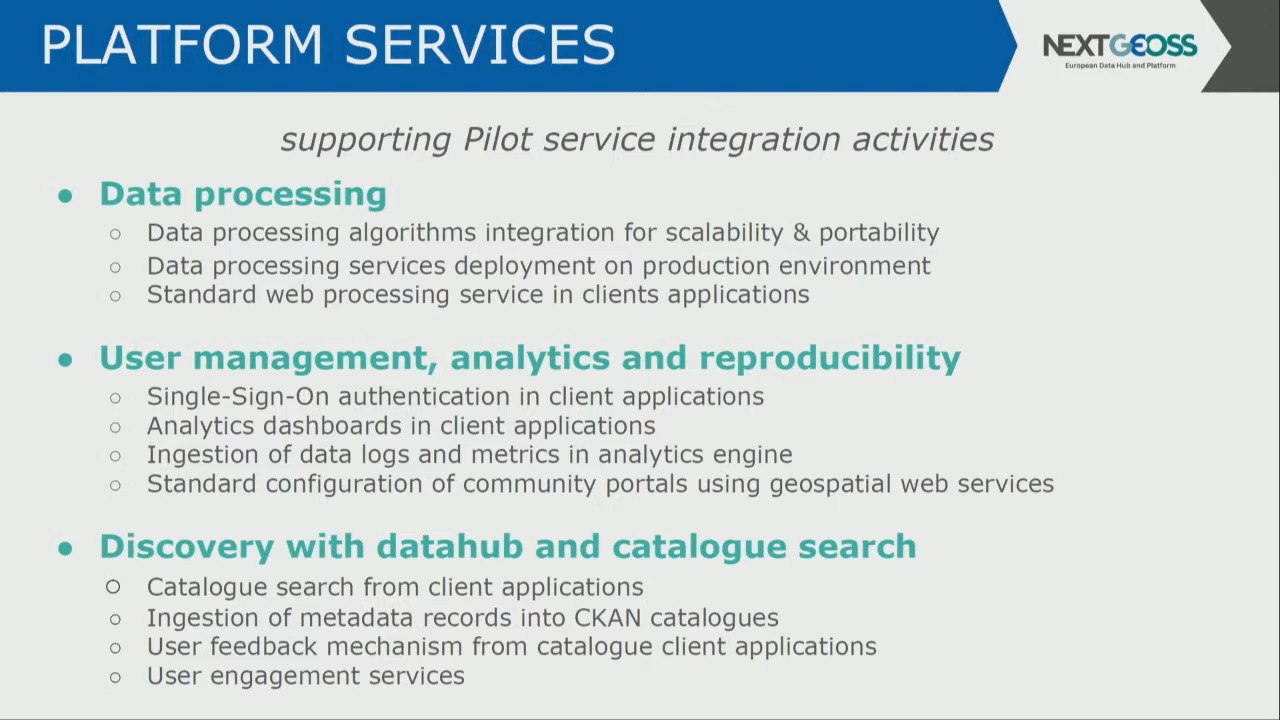 PLATFORM SERVICES
NEXTGEOSS
European Data Hub and Platform
supporting Pilot service integration activities
● Data processing
○ Data processing algorithms integration for scalability & portability
○ Data processing services deployment on production environment
○ Standard web processing service in clients applications
● User management, analytics and reproducibility
○ Single-Sign-On authentication in client applications
○ Analytics dashboards in client applications
○ Ingestion of data logs and metrics in analytics engine
○ Standard configuration of community portals using geospatial web services
● Discovery with datahub and catalogue search
○ Catalogue search from client applications
○ Ingestion of metadata records into CKAN catalogues
○ User feedback mechanism from catalogue client applications
○ User engagement services